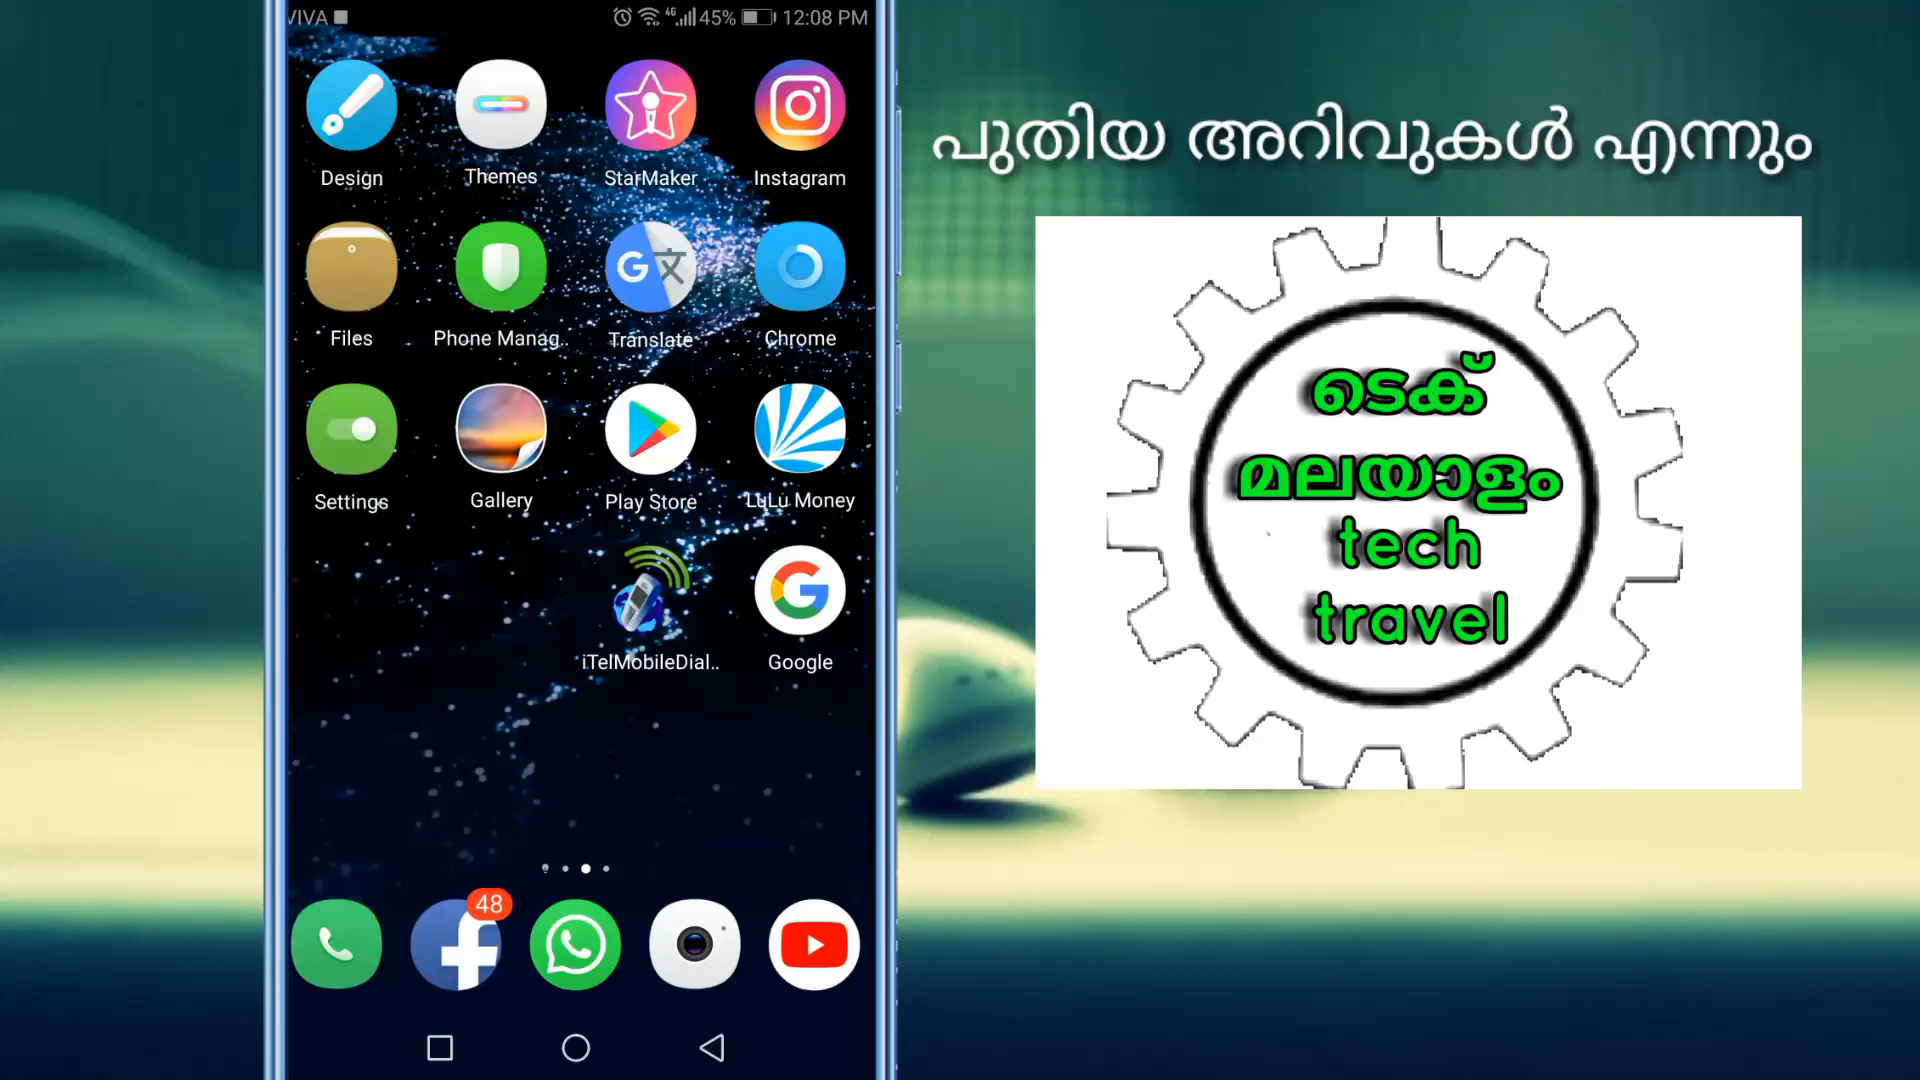 VIVA 4G 45% 12:08 PM
Design Themes StarMaker Instagram
Files Phone Manag.. Translate Chrome
Settings Gallery Play Store LuLu Money
iTelMobileDial.. Google
48
പുതിയ അറിവുകൾ എന്നും
ടെക്
മലയാളം
tech
travel